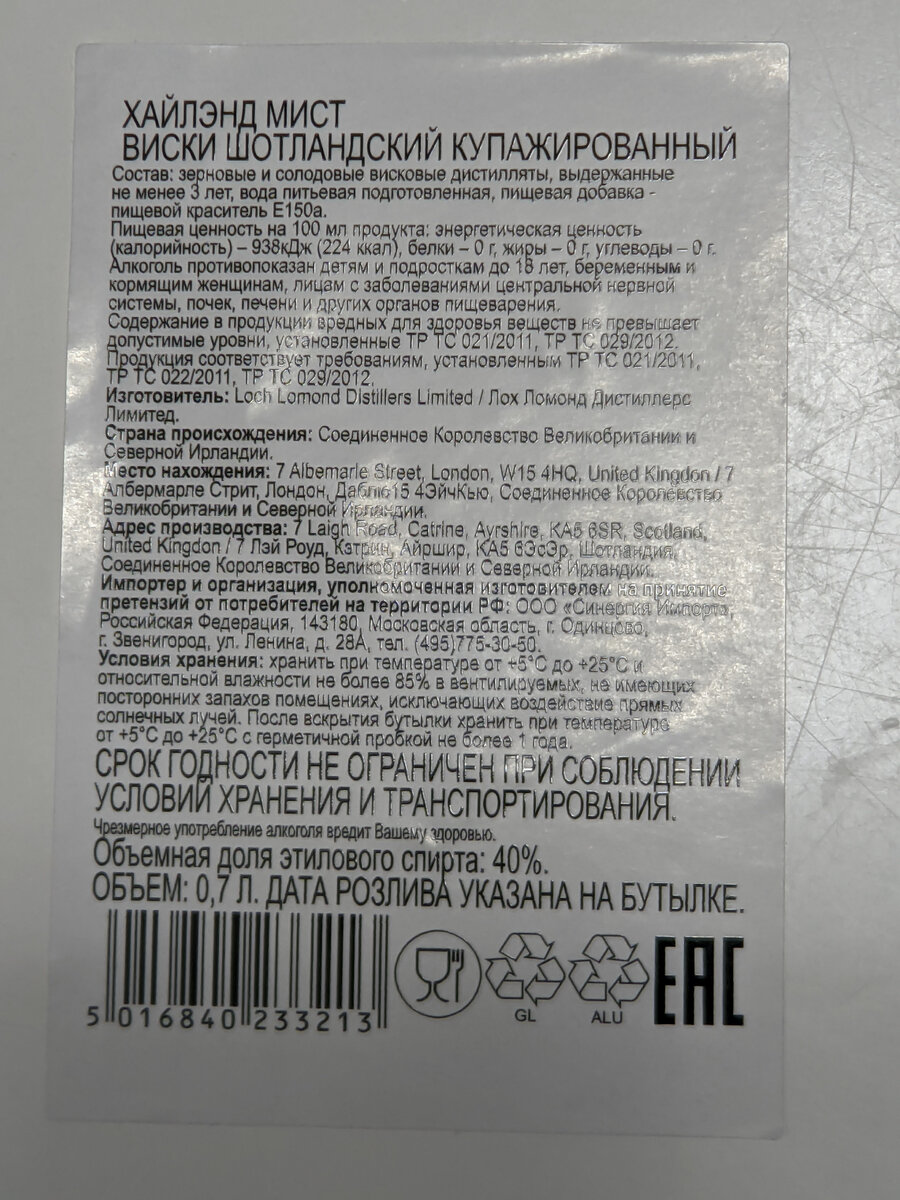 ХАЙЛЭНД МИСТ
ВИСКИ ШОТЛАНДСКИЙ КУПАЖИРОВАННЫЙ
Состав: зерновые и солодовые висковые дистилляты, выдержанные
не менее 3 лет, вода питьевая подготовленная, пищевая добавка -
пищевой краситель Е150а.
Пищевая ценность на 100 мл продукта: энергетическая ценность
(калорийность) – 938кДж (224 ккал), белки – 0 г, жиры – 0 г, углеводы – 0 г.
Алкоголь противопоказан детям и подросткам до 18 лет, беременным и
кормящим женщинам, лицам с заболеваниями центральной нервной
системы, почек, печени и других органов пищеварения.
Содержание в продукции вредных для здоровья веществ не превышает
допустимые уровни, установленные ТР ТС 021/2011, ТР ТС 029/2012.
Продукция соответствует требованиям, установленным ТР ТС 021/2011,
ТР ТС 022/2011, ТР ТС 029/2012.
Изготовитель: Loch Lomond Distillers Limited / Лох Ломонд Дистиллерс
Лимитед.
Страна происхождения: Соединенное Королевство Великобритании и
Северной Ирландии.
Место нахождения: 7 Albemarle Street, London, W15 4HQ, United Kingdon / 7
Албермарле Стрит, Лондон, Даблю15 4ЭйчКью, Соединенное Королевство
Великобритании и Северной Ирландии.
Адрес производства: 7 Laigh Road, Catrine, Ayrshire, KA5 6SR, Scotland,
United Kingdon / 7 Лэй Роуд, Кэтрин, Айршир, КА5 6ЭсЭр, Шотландия,
Соединенное Королевство Великобритании и Северной Ирландии.
Импортер и организация, уполномоченная изготовителем на принятие
претензий от потребителей на территории РФ: ООО «Синергия Импорт»,
Российская Федерация, 143180, Московская область, г. Одинцово,
г. Звенигород, ул. Ленина, д. 28А, тел. (495)775-30-50.
Условия хранения: хранить при температуре от +5°С до +25°С и
относительной влажности не более 85% в вентилируемых, не имеющих
посторонних запахов помещениях, исключающих воздействие прямых
солнечных лучей. После вскрытия бутылки хранить при температуре
от +5°С до +25°С с герметичной пробкой не более 1 года.
СРОК ГОДНОСТИ НЕ ОГРАНИЧЕН ПРИ СОБЛЮДЕНИИ
УСЛОВИЙ ХРАНЕНИЯ И ТРАНСПОРТИРОВАНИЯ.
Чрезмерное употребление алкоголя вредит Вашему здоровью.
Объемная доля этилового спирта: 40%.
ОБЪЕМ: 0,7 Л. ДАТА РОЗЛИВА УКАЗАНА НА БУТЫЛКЕ.
5 016840 233213
GL
ALU
EAC